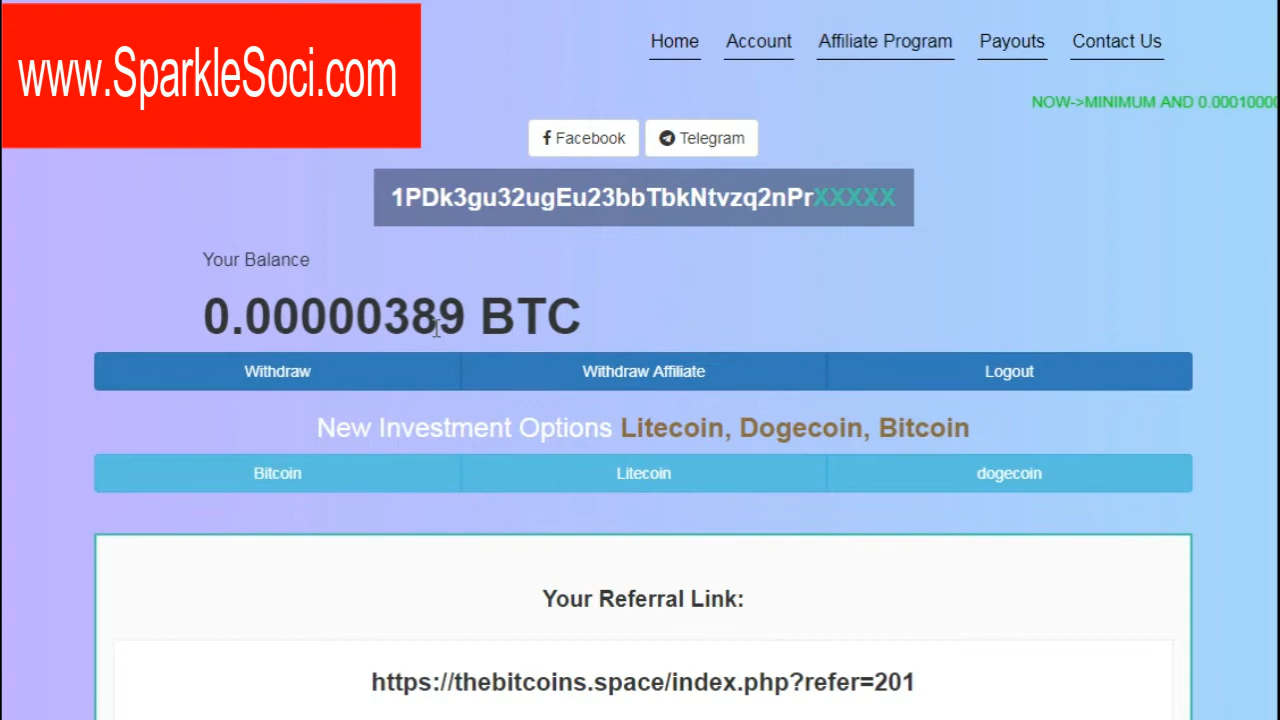 www.SparkleSoci.com
Home Account Affiliate Program Payouts Contact Us
NOW->MINIMUM AND 0.0001000
Facebook Telegram
1PDk3gu32ugEu23bbTbkNtvzq2nPrXXXXX
Your Balance
0.00000389 BTC
Withdraw Withdraw Affiliate Logout
New Investment Options Litecoin, Dogecoin, Bitcoin
Bitcoin Litecoin dogecoin
Your Referral Link:
https://thebitcoins.space/index.php?refer=201